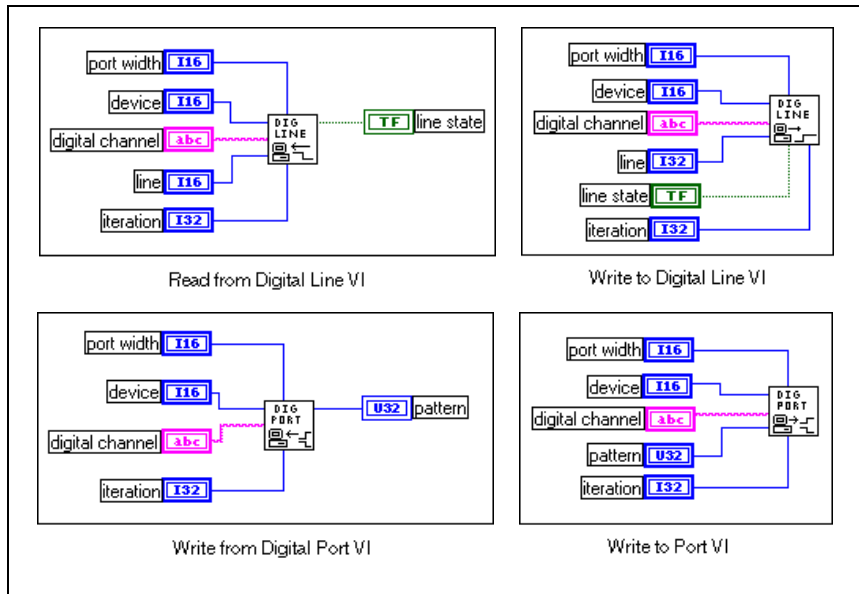 port width I16
device I16
digital channel abc
line I16
iteration I32
DIG
LINE
TF line state
Read from Digital Line VI
port width I16
device I16
digital channel abc
line I32
line state TF
iteration I32
DIG
LINE
Write to Digital Line VI
port width I16
device I16
digital channel abc
iteration I32
DIG
PORT
U32 pattern
Write from Digital Port VI
port width I16
device I16
digital channel abc
pattern U32
iteration I32
DIG
PORT
Write to Port VI